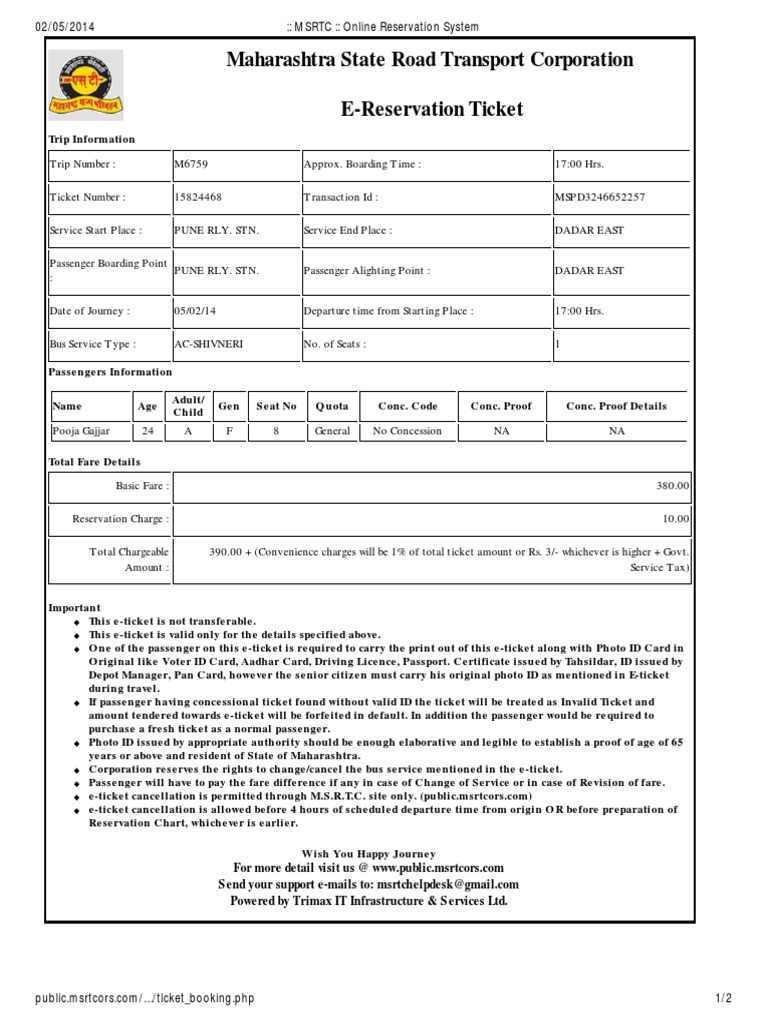 02/05/2014 :: MSRTC :: Online Reservation System
Maharashtra State Road Transport Corporation
एस टी
E-Reservation Ticket
Trip Information
Trip Number : M6759 Approx. Boarding Time : 17:00 Hrs.
Ticket Number : 15824468 Transaction Id : MSPD3246652257
Service Start Place : PUNE RLY. STN. Service End Place : DADAR EAST
Passenger Boarding Point
: PUNE RLY. STN. Passenger Alighting Point : DADAR EAST
Date of Journey : 05/02/14 Departure time from Starting Place : 17:00 Hrs.
Bus Service Type : AC-SHIVNERI No. of Seats : 1
Passengers Information
Name Age Adult/ Child Gen Seat No Quota Conc. Code Conc. Proof Conc. Proof Details
Pooja Gajjar 24 A F 8 General No Concession NA NA
Total Fare Details
Basic Fare : 380.00
Reservation Charge : 10.00
Total Chargeable 390.00 + (Convenience charges will be 1% of total ticket amount or Rs. 3/- whichever is higher + Govt.
Amount : Service Tax)
Important
This e-ticket is not transferable.
This e-ticket is valid only for the details specified above.
One of the passenger on this e-ticket is required to carry the print out of this e-ticket along with Photo ID Card in
Original like Voter ID Card, Aadhar Card, Driving Licence, Passport. Certificate issued by Tahsildar, ID issued by
Depot Manager, Pan Card, however the senior citizen must carry his original photo ID as mentioned in E-ticket
during travel.
If passenger having concessional ticket found without valid ID the ticket will be treated as Invalid Ticket and
amount tendered towards e-ticket will be forfeited in default. In addition the passenger would be required to
purchase a fresh ticket as a normal passenger.
Photo ID issued by appropriate authority should be enough elaborative and legible to establish a proof of age of 65
years or above and resident of State of Maharashtra.
Corporation reserves the rights to change/cancel the bus service mentioned in the e-ticket.
Passenger will have to pay the fare difference if any in case of Change of Service or in case of Revision of fare.
e-ticket cancellation is permitted through M.S.R.T.C. site only. (public.msrtcors.com)
e-ticket cancellation is allowed before 4 hours of scheduled departure time from origin OR before preparation of
Reservation Chart, whichever is earlier.
Wish You Happy Journey
For more detail visit us @ www.public.msrtcors.com
Send your support e-mails to: msrtchelpdesk@gmail.com
Powered by Trimax IT Infrastructure & Services Ltd.
public.msrtcors.com/.../ticket_booking.php 1/2